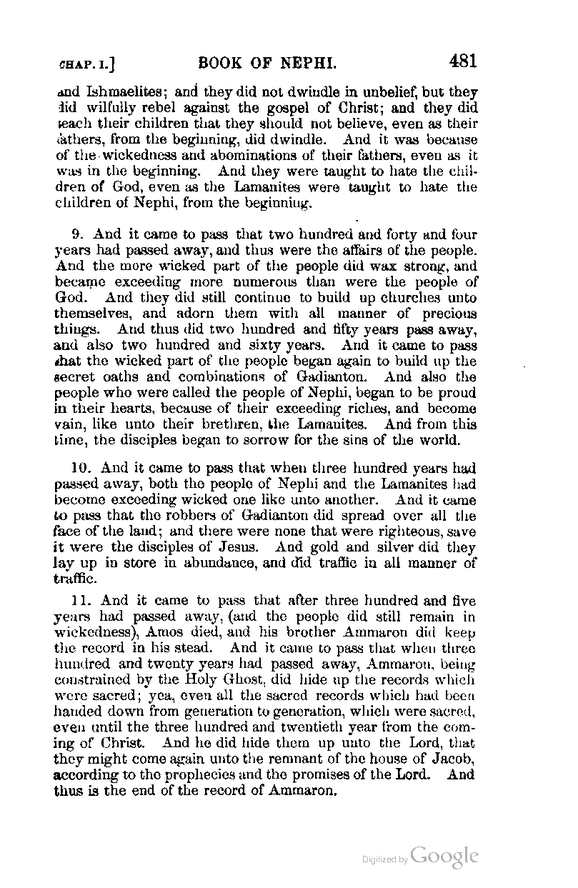 CHAP. I.] BOOK OF NEPHI. 481
and Ishmaelites; and they did not dwindle in unbelief, but they
did wilfully rebel against the gospel of Christ; and they did
teach their children that they should not believe, even as their
fathers, from the beginning, did dwindle. And it was because
of the wickedness and abominations of their fathers, even as it
was in the beginning. And they were taught to hate the chil-
dren of God, even as the Lamanites were taught to hate the
children of Nephi, from the beginning.
9. And it came to pass that two hundred and forty and four
years had passed away, and thus were the affairs of the people.
And the more wicked part of the people did wax strong, and
became exceeding more numerous than were the people of
God. And they did still continue to build up churches unto
themselves, and adorn them with all manner of precious
things. And thus did two hundred and fifty years pass away,
and also two hundred and sixty years. And it came to pass
that the wicked part of the people began again to build up the
secret oaths and combinations of Gadianton. And also the
people who were called the people of Nephi, began to be proud
in their hearts, because of their exceeding riches, and become
vain, like unto their brethren, the Lamanites. And from this
time, the disciples began to sorrow for the sins of the world.
10. And it came to pass that when three hundred years had
passed away, both the people of Nephi and the Lamanites had
become exceeding wicked one like unto another. And it came
to pass that the robbers of Gadianton did spread over all the
face of the land; and there were none that were righteous, save
it were the disciples of Jesus. And gold and silver did they
lay up in store in abundance, and did traffic in all manner of
traffic.
11. And it came to pass that after three hundred and five
years had passed away, (and the people did still remain in
wickedness), Amos died, and his brother Ammaron did keep
the record in his stead. And it came to pass that when three
hundred and twenty years had passed away, Ammaron, being
constrained by the Holy Ghost, did hide up the records which
were sacred; yea, even all the sacred records which had been
handed down from generation to generation, which were sacred,
even until the three hundred and twentieth year from the com-
ing of Christ. And he did hide them up unto the Lord, that
they might come again unto the remnant of the house of Jacob,
according to the prophecies and the promises of the Lord. And
thus is the end of the record of Ammaron.
Digitized by Google